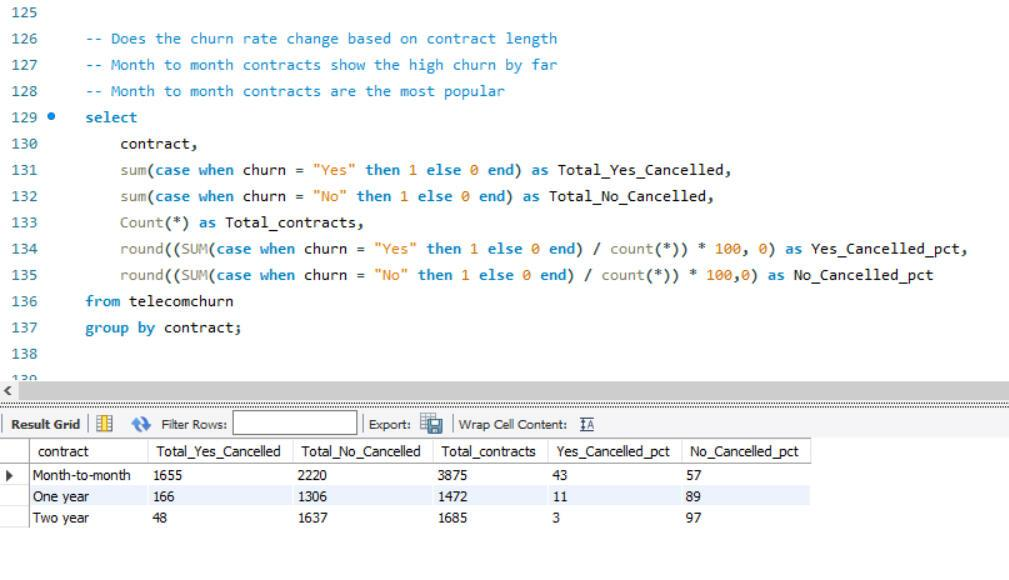 125
126 -- Does the churn rate change based on contract length
127 -- Month to month contracts show the high churn by far
128 -- Month to month contracts are the most popular
129 select
130 contract,
131 sum(case when churn = "Yes" then 1 else 0 end) as Total_Yes_Cancelled,
132 sum(case when churn = "No" then 1 else 0 end) as Total_No_Cancelled,
133 Count(*) as Total_contracts,
134 round((SUM(case when churn = "Yes" then 1 else 0 end) / count(*)) * 100, 0) as Yes_Cancelled_pct,
135 round((SUM(case when churn = "No" then 1 else 0 end) / count(*)) * 100,0) as No_Cancelled_pct
136 from telecomchurn
137 group by contract;
138
139
Result Grid Filter Rows: Export: Wrap Cell Content: IA
contract Total_Yes_Cancelled Total_No_Cancelled Total_contracts Yes_Cancelled_pct No_Cancelled_pct
Month-to-month 1655 2220 3875 43 57
One year 166 1306 1472 11 89
Two year 48 1637 1685 3 97